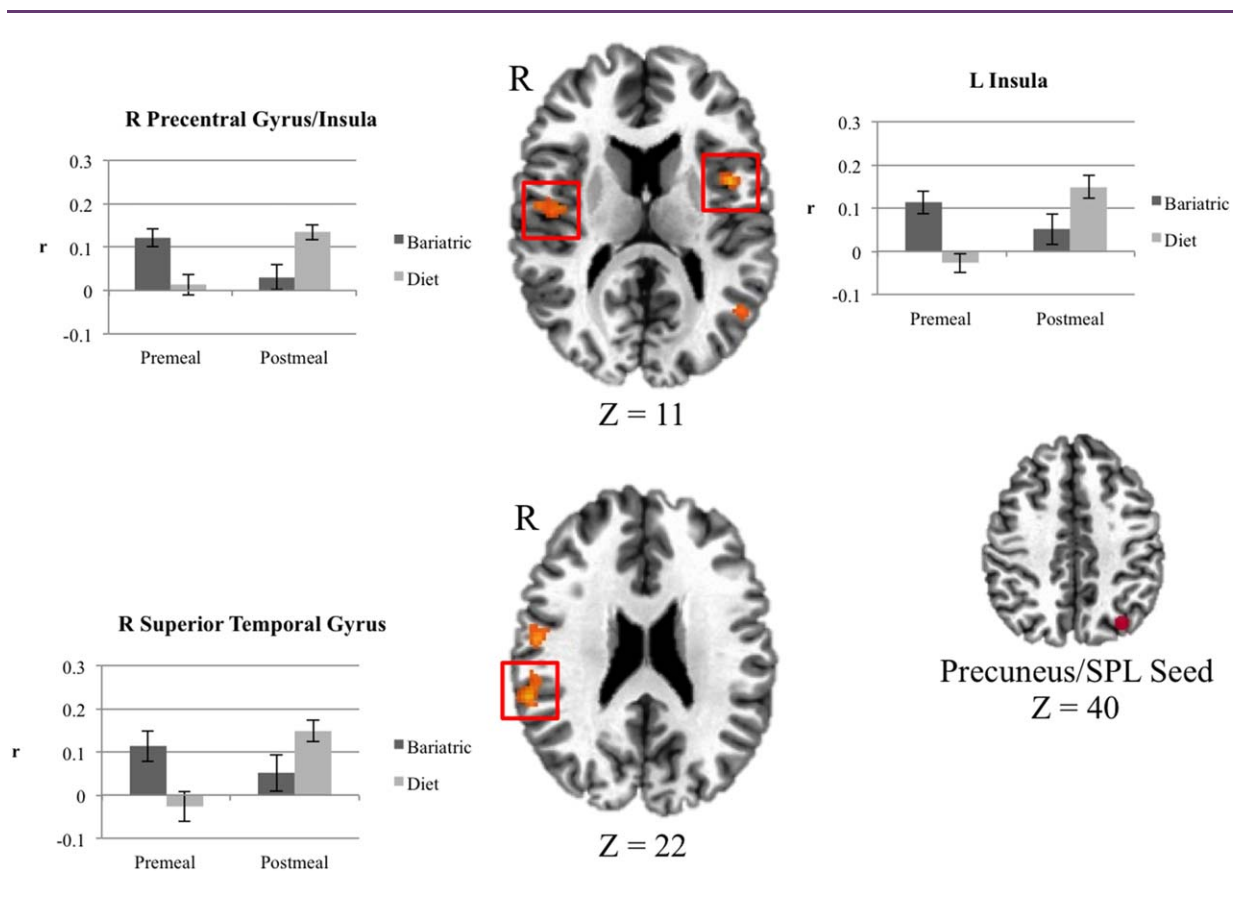 R Precentral Gyrus/Insula
0.3
0.2
0.1
0
-0.1
r
Premeal
Postmeal
Bariatric
Diet
R
Z = 11
L Insula
0.3
0.2
0.1
0
-0.1
r
Premeal
Postmeal
Bariatric
Diet
R Superior Temporal Gyrus
0.3
0.2
0.1
0
-0.1
r
Premeal
Postmeal
Bariatric
Diet
R
Z = 22
Precuneus/SPL Seed
Z = 40